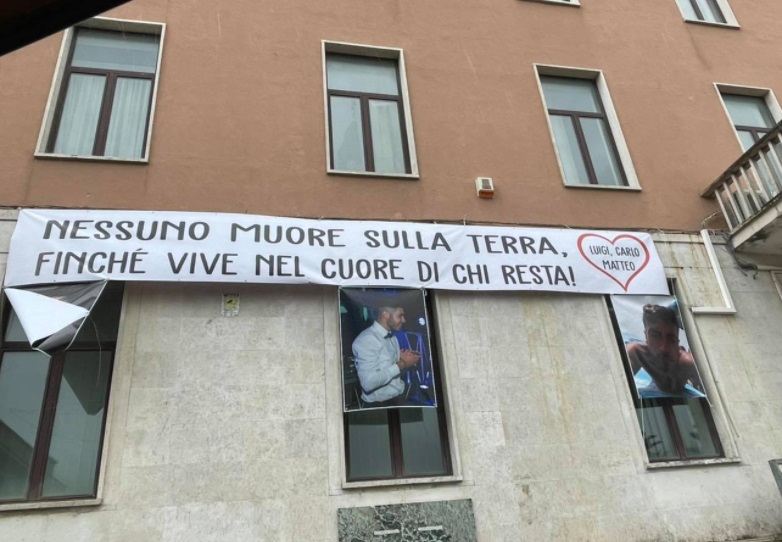 NESSUNO MUORE SULLA TERRA,
FINCHÉ VIVE NEL CUORE DI CHI RESTA!
LUIGI, CARLO
MATTEO